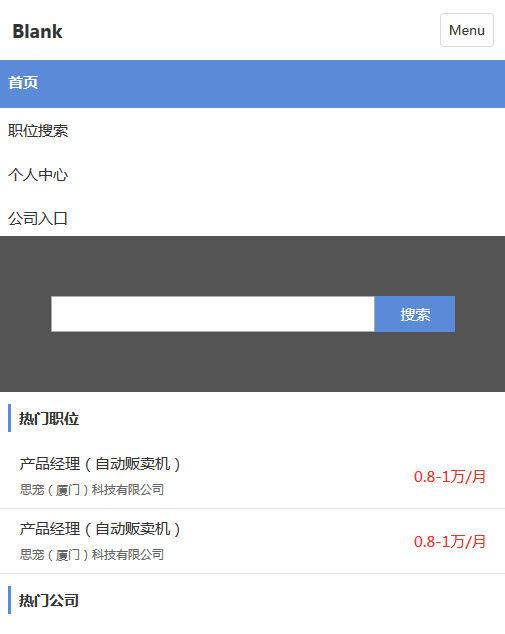 Blank
Menu
首页
职位搜索
个人中心
公司入口
搜索
热门职位
产品经理（自动贩卖机）
0.8-1万/月
思宠（厦门）科技有限公司
产品经理（自动贩卖机）
0.8-1万/月
思宠（厦门）科技有限公司
热门公司